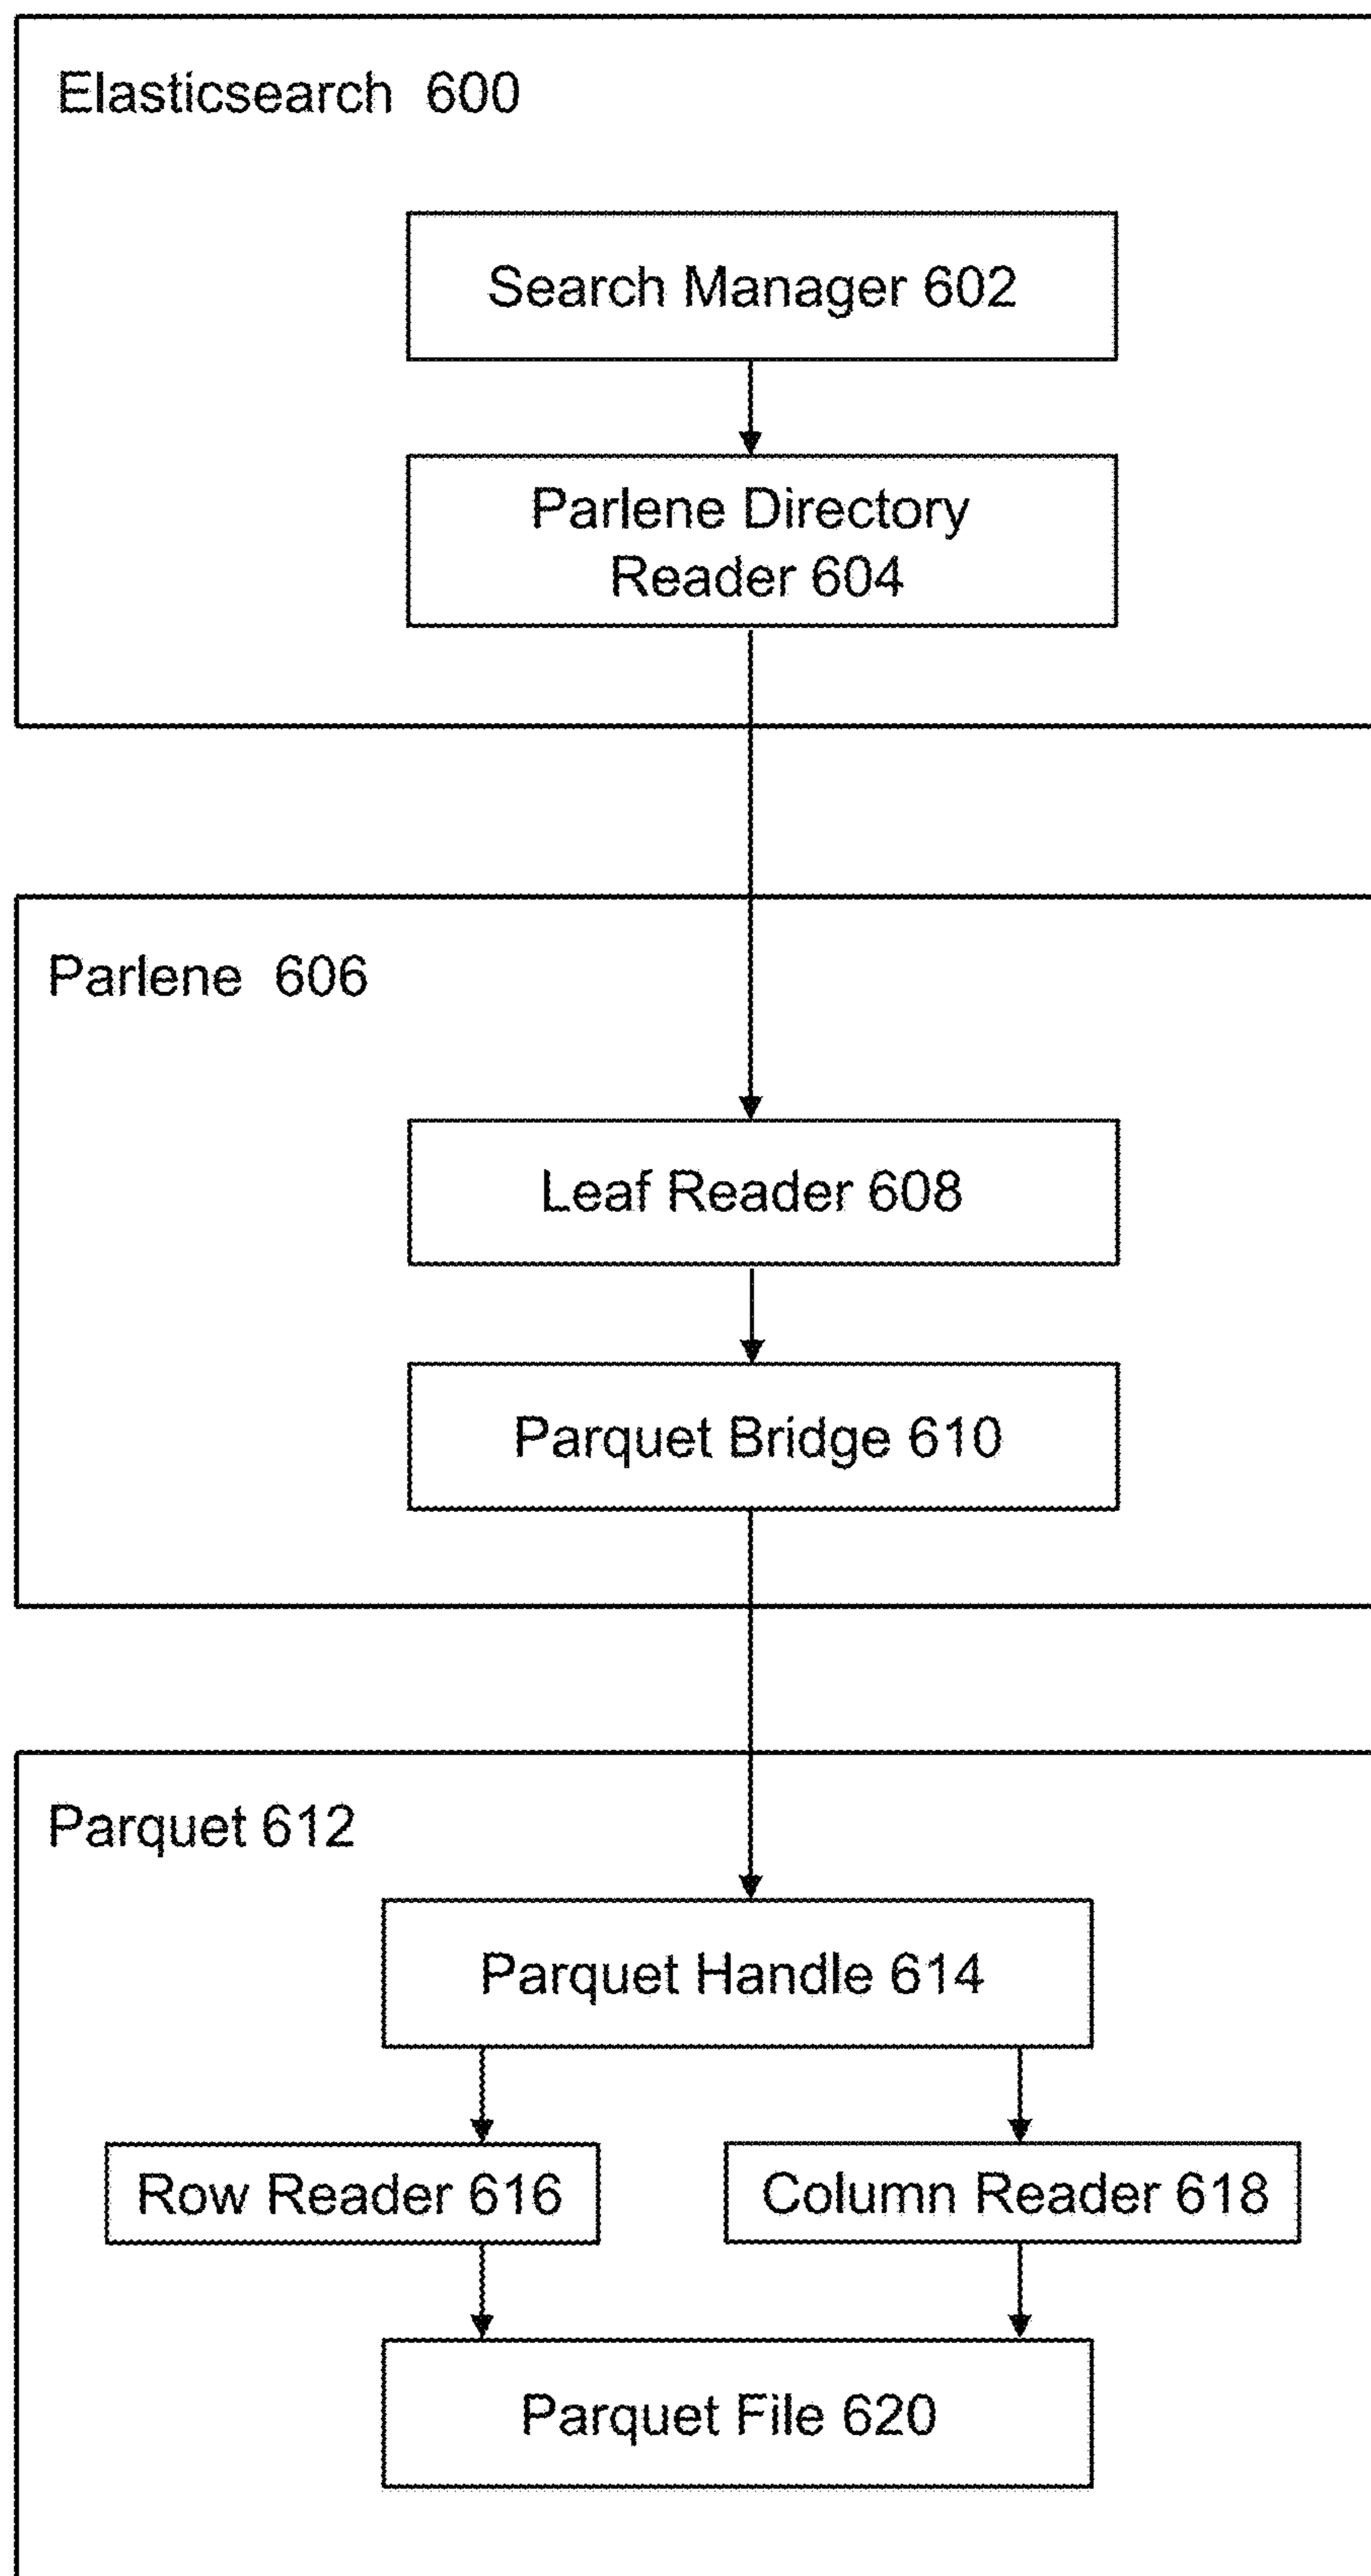 Elasticsearch 600
Search Manager 602
Parlene Directory
Reader 604
Parlene 606
Leaf Reader 608
Parquet Bridge 610
Parquet 612
Parquet Handle 614
Row Reader 616
Column Reader 618
Parquet File 620